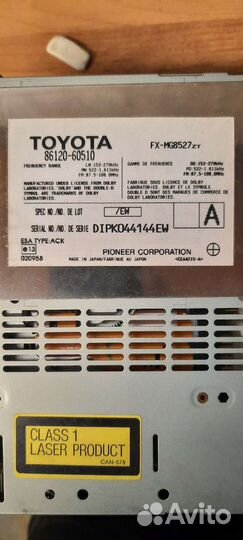 TOYOTA
86120-60510
FX-MG8527ZT
FREQUENCY RANGE LW:153-279kHz
MW:522-1,611kHz
FM:87.5-108.0MHz
GAMME DE FREQUENCE GO:153-279kHz
PO:522-1,611kHz
FM:87.5-108.0MHz
MANUFACTURED UNDER LICENSE FROM DOLBY
LABORATORIES. DOLBY AND THE DOUBLE-D
SYMBOL ARE TRADEMARKS OF DOLBY
LABORATORIES.
FABRIQUE SOUS LICENCE DE DOLBY
LABORATORIES. DOLBY ET LE SYMBOLE
DOUBLE D SONT DES MARQUES DE COMMERCE
DE DOLBY LABORATORIES.
SPEC NO./NO. DE LOT /EW
A
SERIAL NO./NO. DE SERIE DIPK044144EW
ESA TYPE:ACK
e 13
020958
PIONEER CORPORATION
MADE IN JAPAN/FABRIQUE AU JAPON
<CEA4215-A>
CLASS 1
LASER PRODUCT
CAN-578
Avito